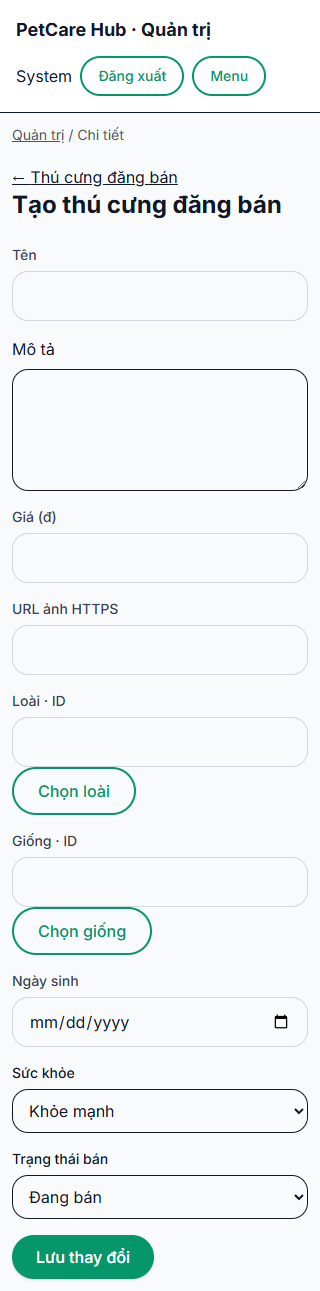 PetCare Hub · Quản trị
System
Đăng xuất
Menu
Quản trị / Chi tiết
← Thú cưng đăng bán
Tạo thú cưng đăng bán
Tên
Mô tả
Giá (đ)
URL ảnh HTTPS
Loài · ID
Chọn loài
Giống · ID
Chọn giống
Ngày sinh
mm/dd/yyyy
Sức khỏe
Khỏe mạnh
Trạng thái bán
Đang bán
Lưu thay đổi